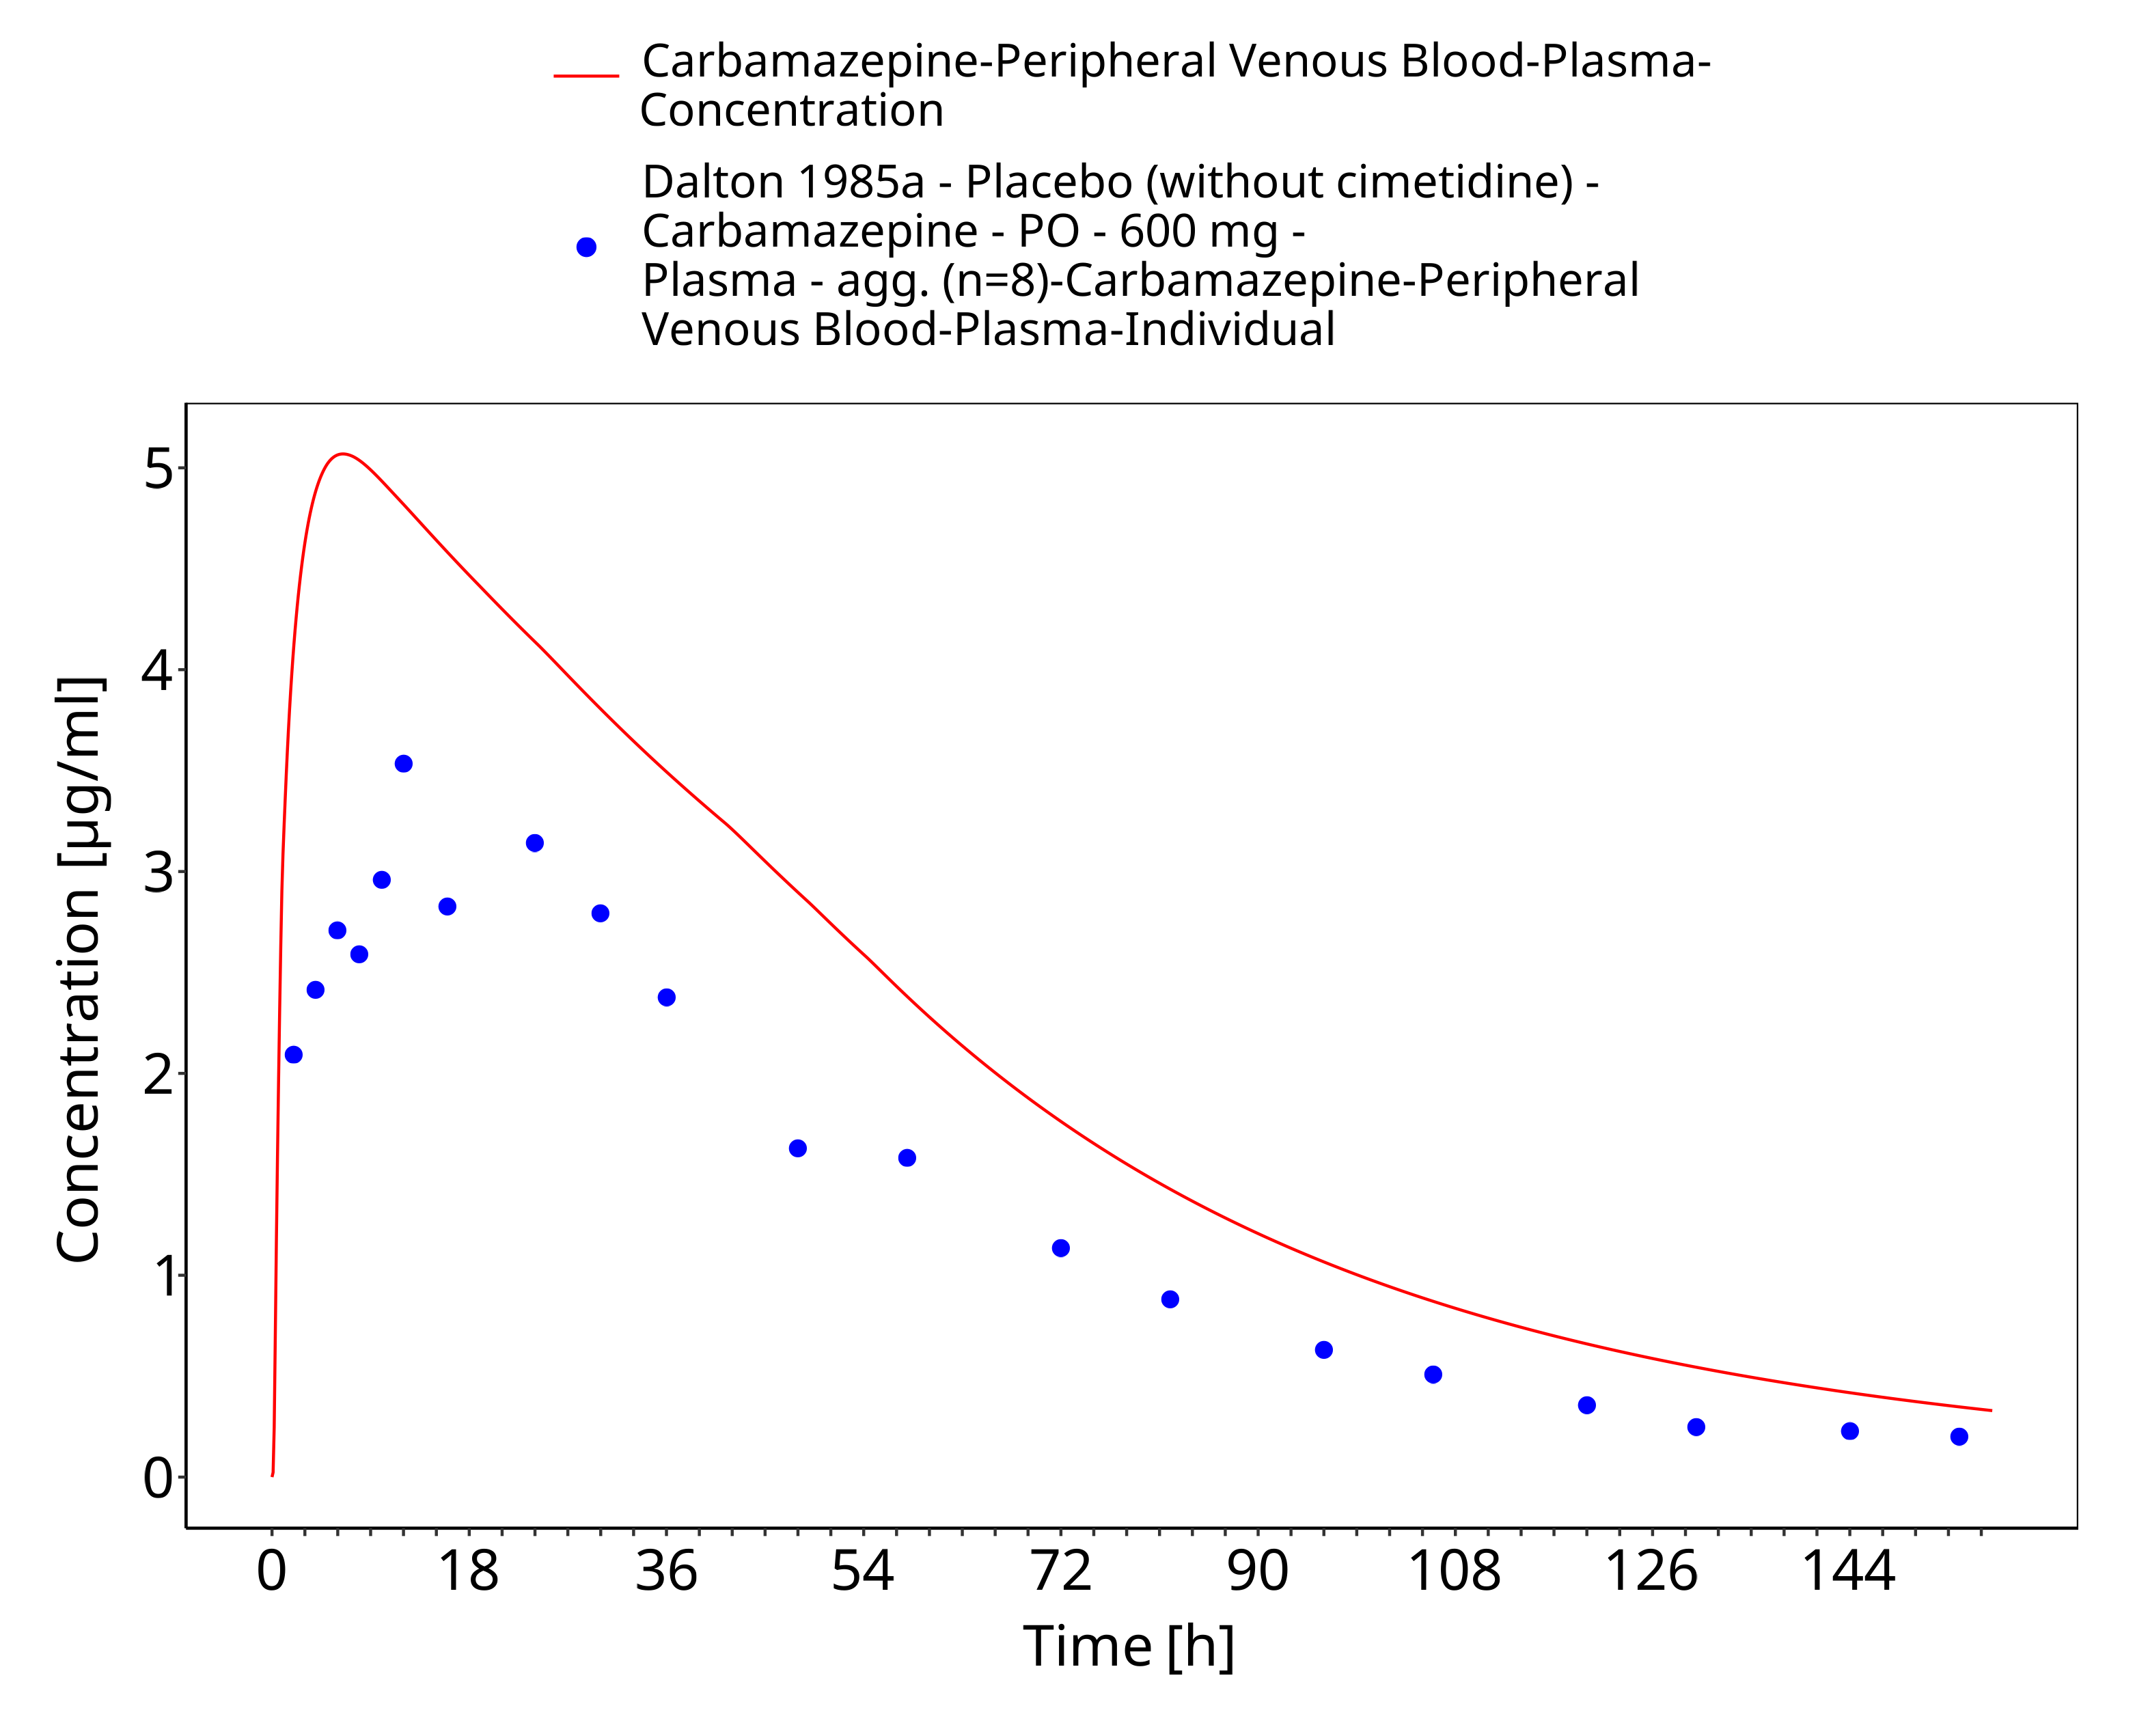 Carbamazepine-Peripheral Venous Blood-Plasma-
Concentration
Dalton 1985a - Placebo (without cimetidine) -
Carbamazepine - PO - 600 mg -
Plasma - agg. (n=8)-Carbamazepine-Peripheral
Venous Blood-Plasma-Individual
5
4
3
2
1
0
Concentration [µg/ml]
0 18 36 54 72 90 108 126 144
Time [h]